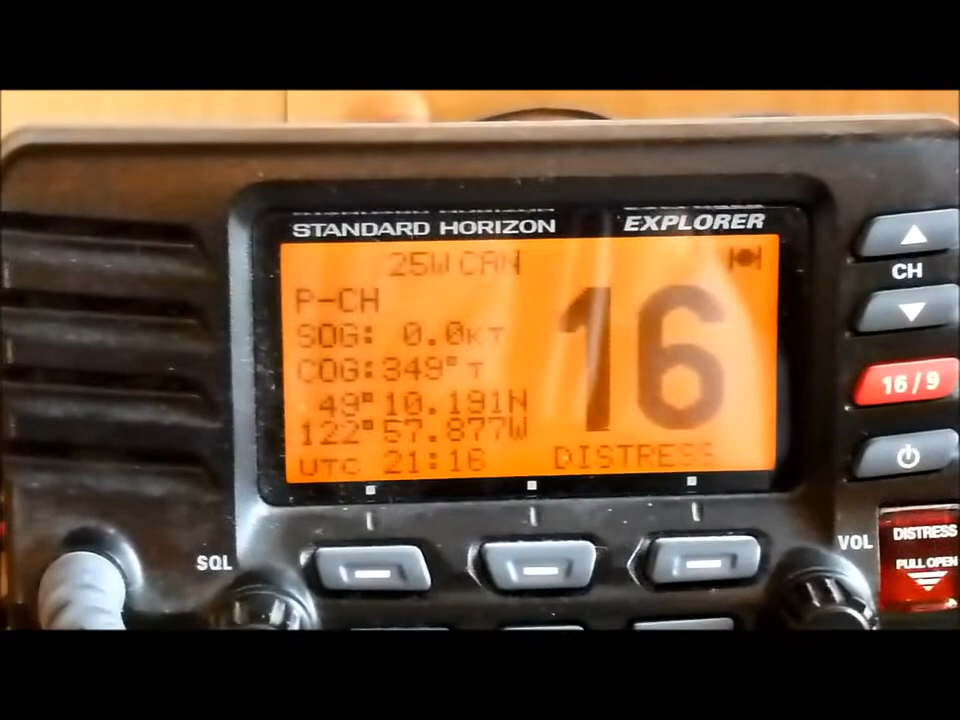 STANDARD HORIZON EXPLORER
25W CAN
P-CH
SOG: 0.0KT
COG:349°T
49°10.191N
122°57.877W
UTC 21:16
16
DISTRESS
CH
16/9
SQL
VOL
DISTRESS
PULL OPEN